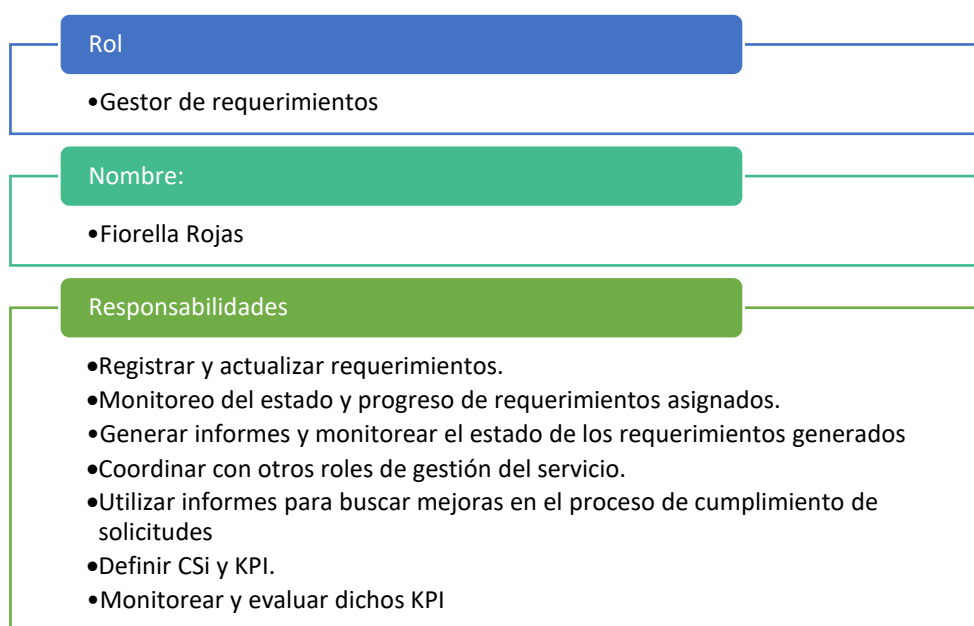 Rol
•Gestor de requerimientos
Nombre:
•Fiorella Rojas
Responsabilidades
•Registrar y actualizar requerimientos.
•Monitoreo del estado y progreso de requerimientos asignados.
•Generar informes y monitorear el estado de los requerimientos generados
•Coordinar con otros roles de gestión del servicio.
•Utilizar informes para buscar mejoras en el proceso de cumplimiento de
solicitudes
•Definir CSi y KPI.
•Monitorear y evaluar dichos KPI